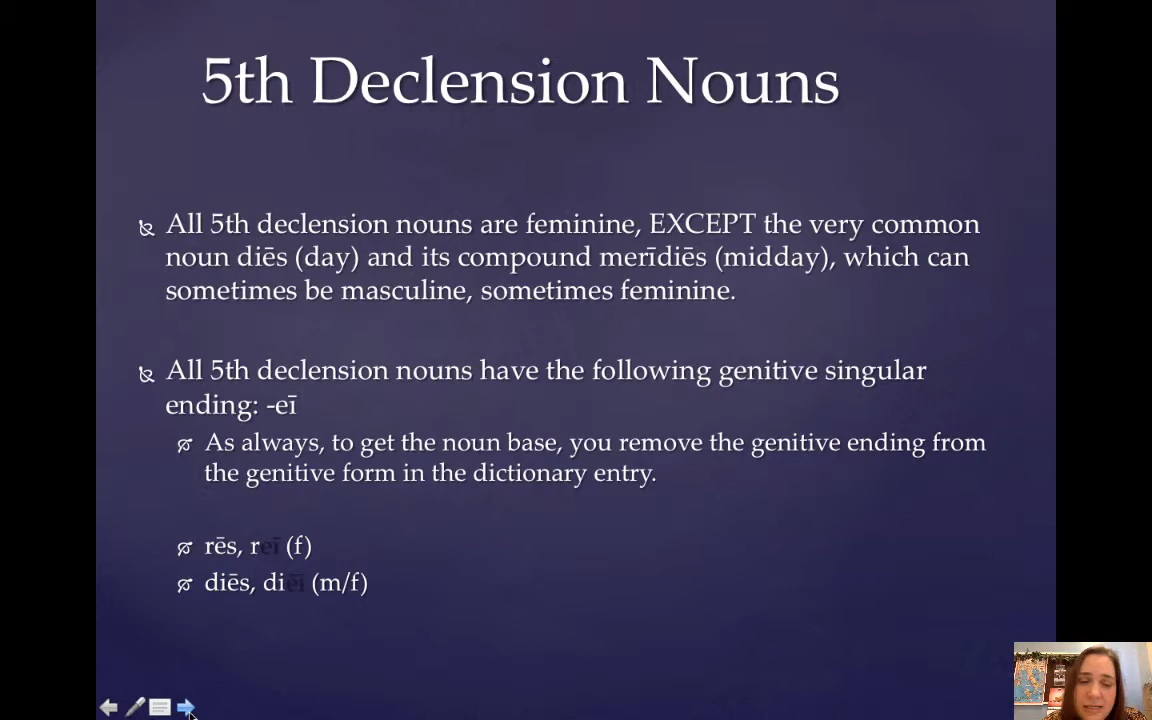 5th Declension Nouns
All 5th declension nouns are feminine, EXCEPT the very common
noun diēs (day) and its compound merīdiēs (midday), which can
sometimes be masculine, sometimes feminine.
All 5th declension nouns have the following genitive singular
ending: -eī
As always, to get the noun base, you remove the genitive ending from
the genitive form in the dictionary entry.
rēs, reī (f)
diēs, diēī (m/f)